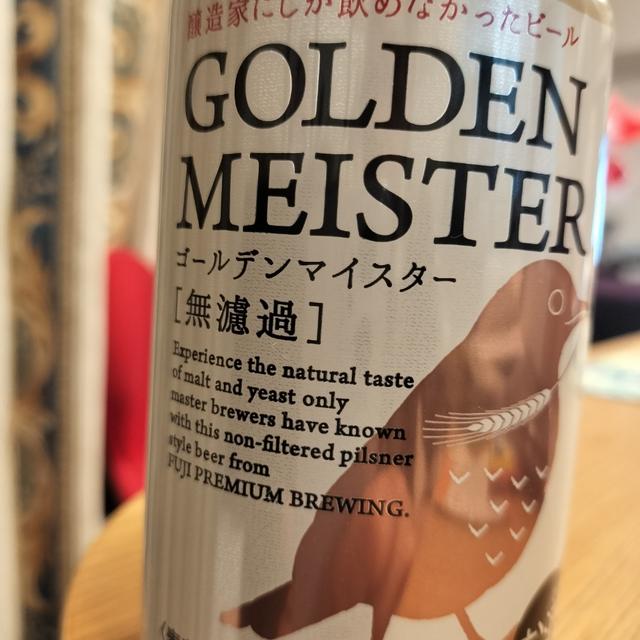 醸造家にしか飲めなかったビール
GOLDEN
MEISTER
ゴールデンマイスター
[無濾過]
Experience the natural taste
of malt and yeast only
master brewers have known
with this non-filtered pilsner
style beer from
FUJI PREMIUM BREWING.